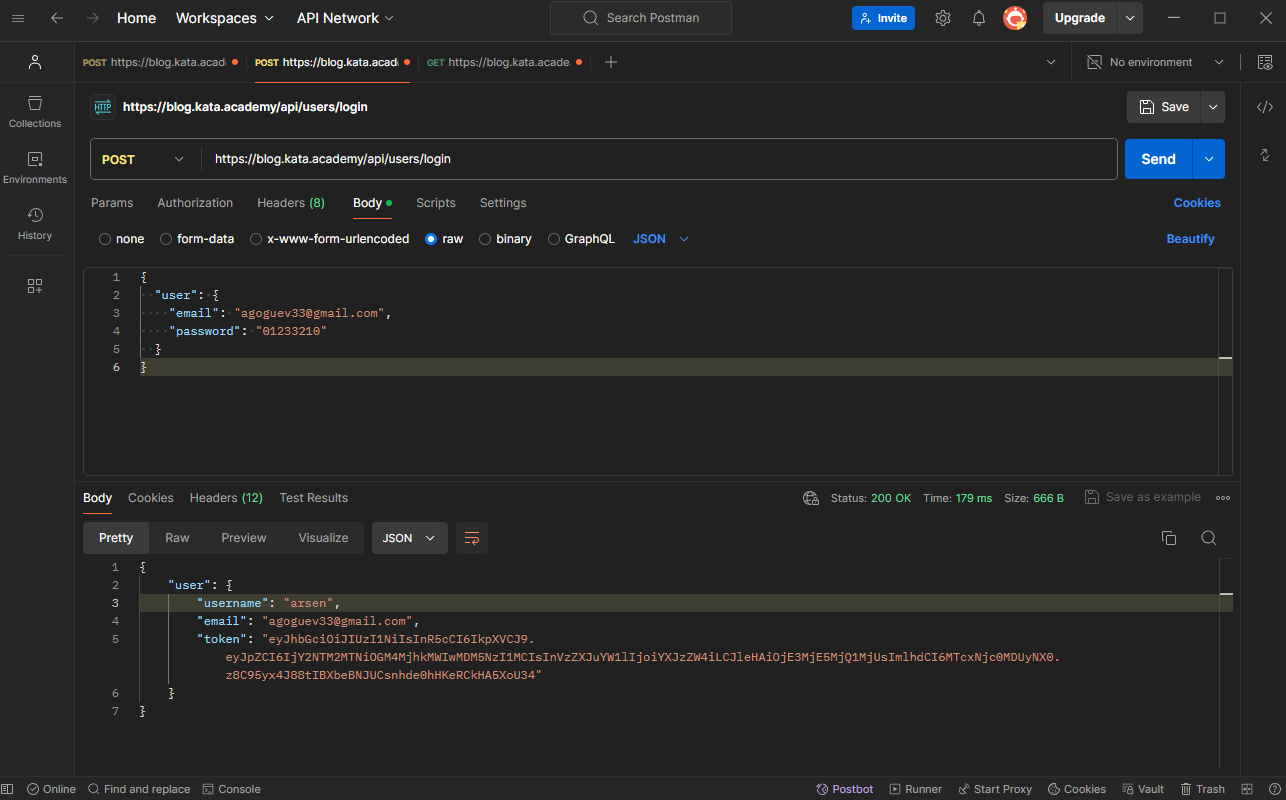 Home Workspaces API Network Search Postman Invite Upgrade
POST https://blog.kata.acad POST https://blog.kata.acad GET https://blog.kata.acade. No environment
HTTP https://blog.kata.academy/api/users/login Save
POST https://blog.kata.academy/api/users/login Send
Params Authorization Headers (8) Body Scripts Settings Cookies
none form-data x-www-form-urlencoded raw binary GraphQL JSON Beautify
Collections
Environments
History
1 {
2 "user": {
3 "email": "agoguev33@gmail.com",
4 "password": "01233210"
5 }
6 }
Body Cookies Headers (12) Test Results Status: 200 OK Time: 179 ms Size: 666 B Save as example
Pretty Raw Preview Visualize JSON
1 {
2 "user": {
3 "username": "arsen",
4 "email": "agoguev33@gmail.com",
5 "token": "eyJhbGciOiJIUzI1NiIsInR5cCI6IkpXVCJ9.
eyJpZCI6IjY2NTM2MTNiOGM4MjhkMWIwMDM5NzI1MCIsInVzZXJuYW1lIjoiYXJzZW4iLCJleHAiOjE3MjE5MjQ1MjUsImlhdCI6MTcxNjc0MDUyNX0.
z8C95yx4J88tIBXbeBNJUCsnhde0hHKeRCkHA5XoU34"
6 }
7 }
Online Find and replace Console Postbot Runner Start Proxy Cookies Vault Trash